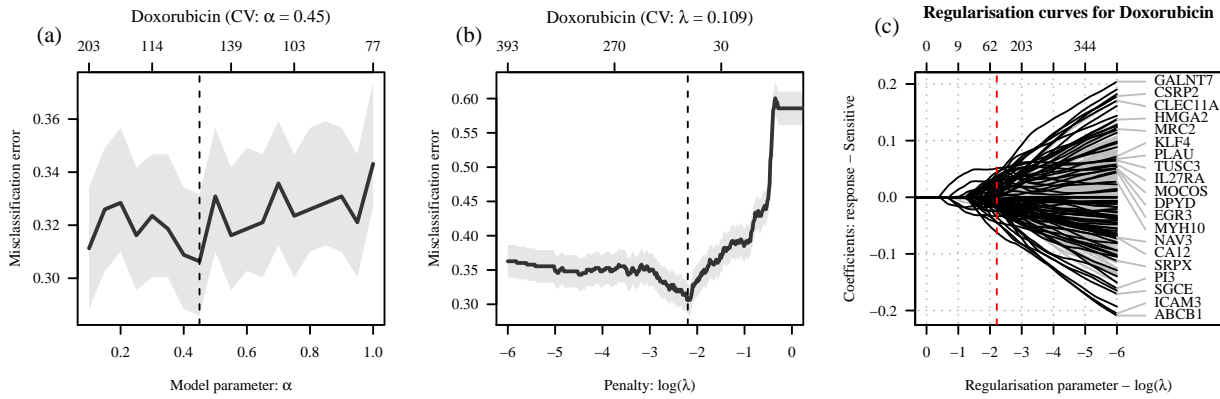 (a)
Doxorubicin (CV: α = 0.45)
203 114 139 103 77
Misclassification error
0.36
0.34
0.32
0.30
0.2 0.4 0.6 0.8 1.0
Model parameter: α
(b)
Doxorubicin (CV: λ = 0.109)
393 270 30
Misclassification error
0.60
0.55
0.50
0.45
0.40
0.35
0.30
−6 −5 −4 −3 −2 −1 0
Penalty: log(λ)
(c)
Regularisation curves for Doxorubicin
0 9 62 203 344
Coefficients: response − Sensitive
0.2
0.1
0.0
−0.1
−0.2
0 −1 −2 −3 −4 −5 −6
Regularisation parameter − log(λ)
GALNT7
CSRP2
CLEC11A
HMGA2
MRC2
KLF4
PLAU
TUSC3
IL27RA
MOCOS
DPYD
EGR3
MYH10
NAV3
CA12
SRPX
PI3
SGCE
ICAM3
ABCB1